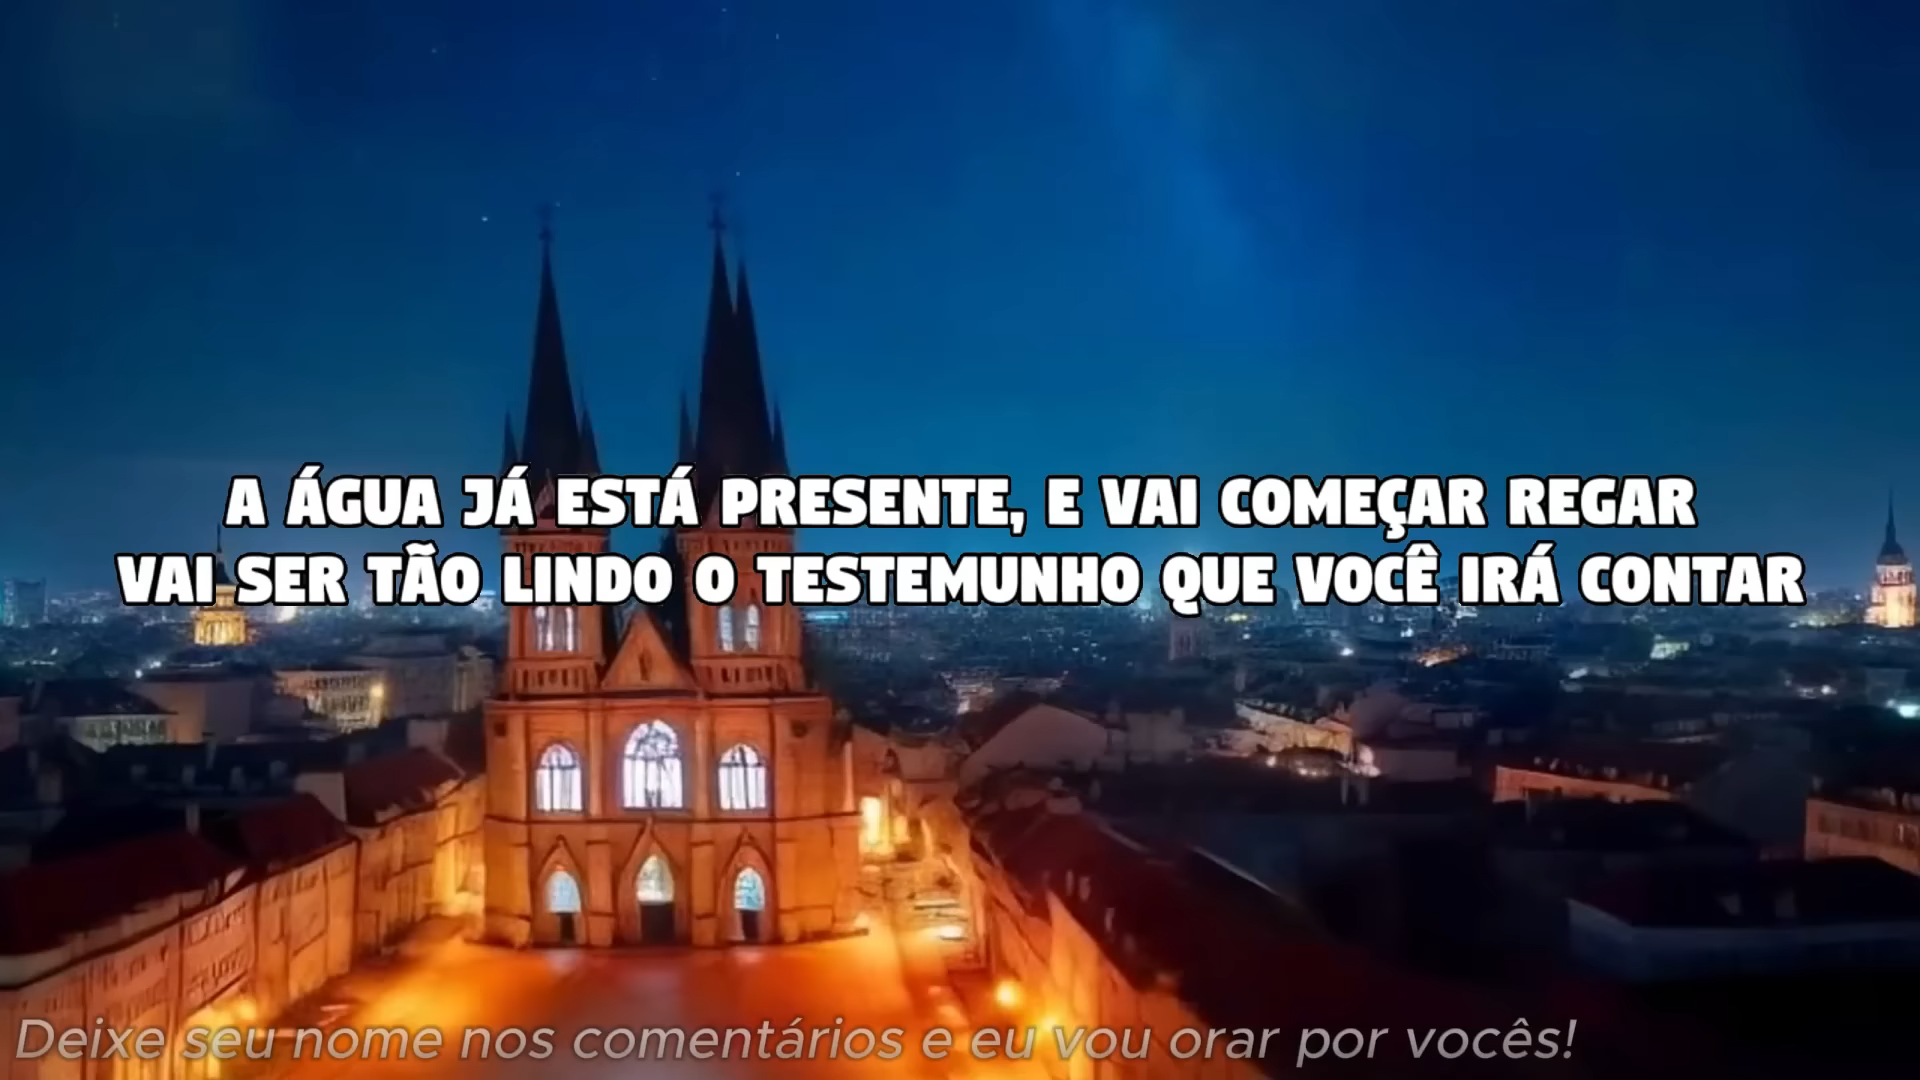 A ÁGUA JÁ ESTÁ PRESENTE, E VAI COMEÇAR REGAR
VAI SER TÃO LINDO O TESTEMUNHO QUE VOCÊ IRÁ CONTAR
Deixe seu nome nos comentários e eu vou orar por vocês!